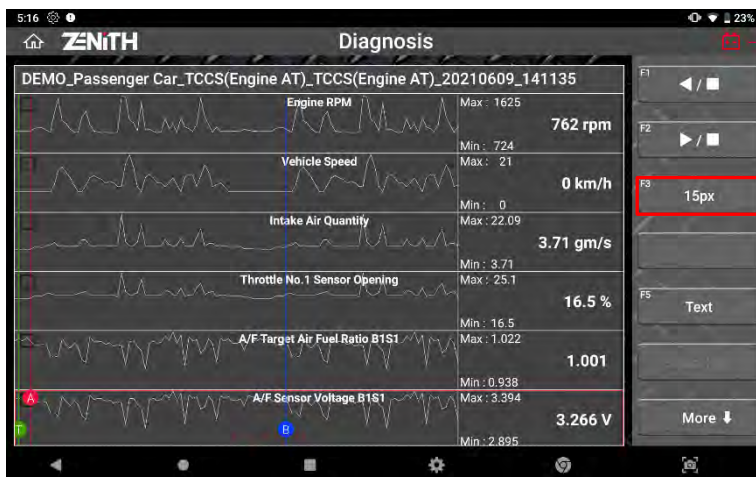 5:16
23%
ZENITH
Diagnosis
DEMO_Passenger Car_TCCS(Engine AT)_TCCS(Engine AT)_20210609_141135
Engine RPM
Max : 1625
762 rpm
Min : 724
Vehicle Speed
Max : 21
0 km/h
Min : 0
Intake Air Quantity
Max : 22.09
3.71 gm/s
Min : 3.71
Throttle No.1 Sensor Opening
Max : 25.1
16.5 %
Min : 16.5
A/F Target Air Fuel Ratio B1S1
Max : 1.022
1.001
Min : 0.938
A/F Sensor Voltage B1S1
Max : 3.394
3.266 V
Min : 2.895
A
B
T
F1
F2
F3
15px
F5
Text
More